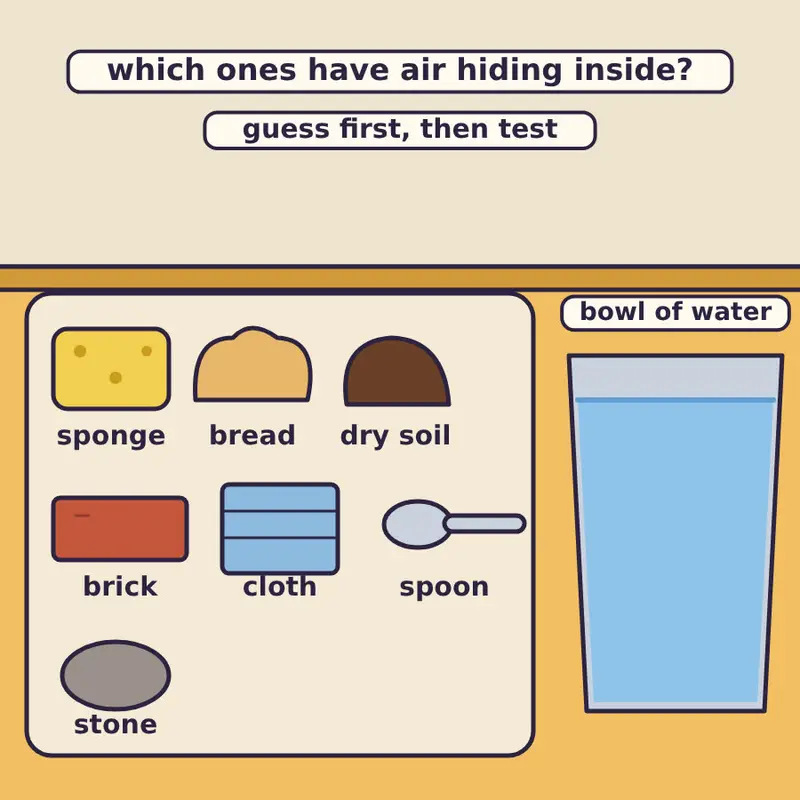 which ones have air hiding inside?
guess first, then test
bowl of water
sponge
bread
dry soil
brick
cloth
spoon
stone